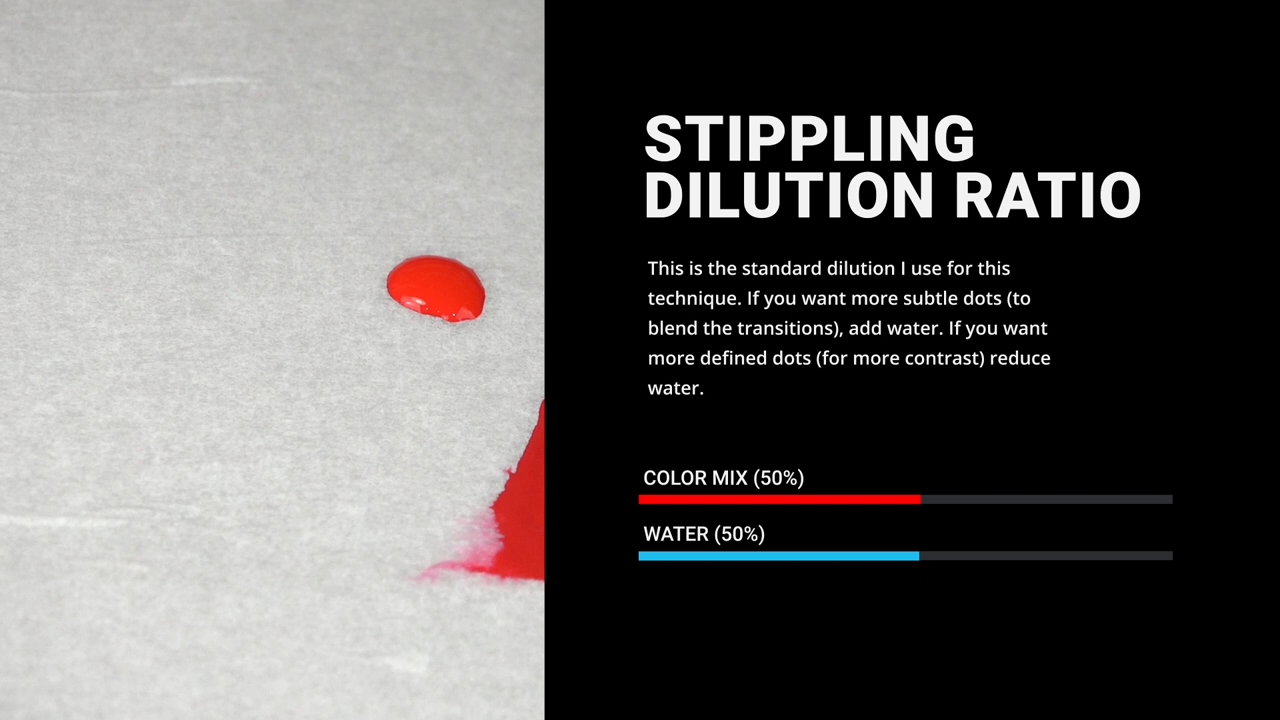 STIPPLING
DILUTION RATIO
This is the standard dilution I use for this
technique. If you want more subtle dots (to
blend the transitions), add water. If you want
more defined dots (for more contrast) reduce
water.
COLOR MIX (50%)
WATER (50%)